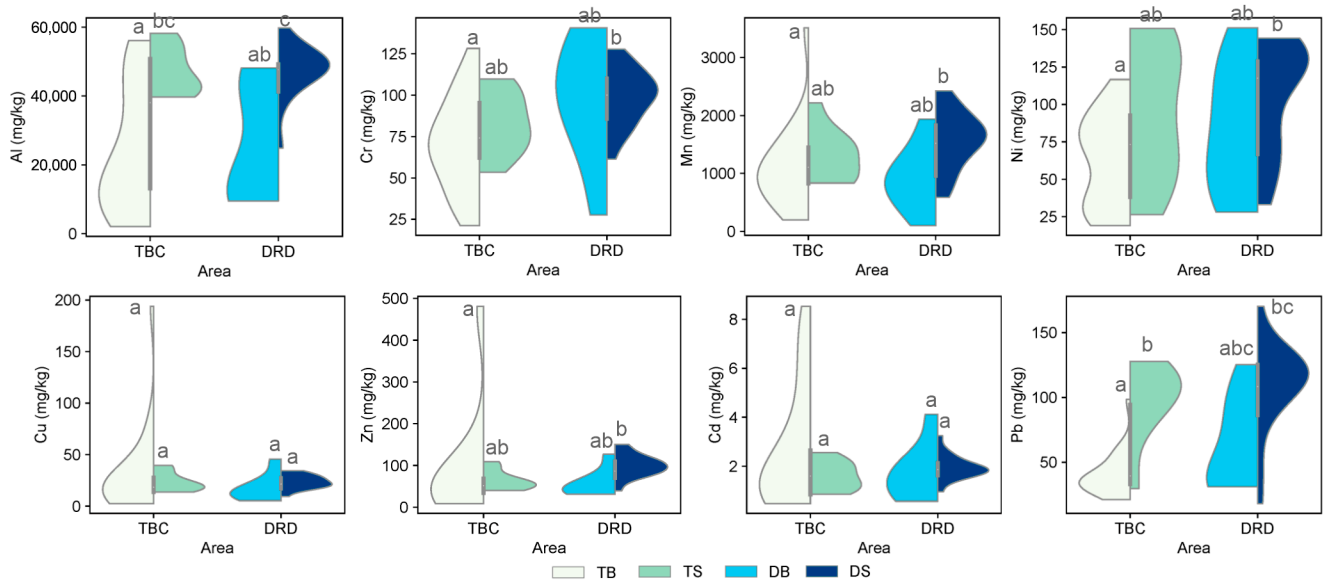 a bc ab c
60,000
40,000
20,000
0
Al (mg/kg)
TBC DRD
Area
a ab ab b
125
100
75
50
25
Cr (mg/kg)
TBC DRD
Area
a ab ab b
3000
2000
1000
0
Mn (mg/kg)
TBC DRD
Area
a ab ab b
150
125
100
75
50
25
Ni (mg/kg)
TBC DRD
Area
a a a a
200
150
100
50
0
Cu (mg/kg)
TBC DRD
Area
a ab ab b
500
400
300
200
100
0
Zn (mg/kg)
TBC DRD
Area
a a a a
8
6
4
2
Cd (mg/kg)
TBC DRD
Area
a b abc bc
150
100
50
Pb (mg/kg)
TBC DRD
Area
TB TS DB DS